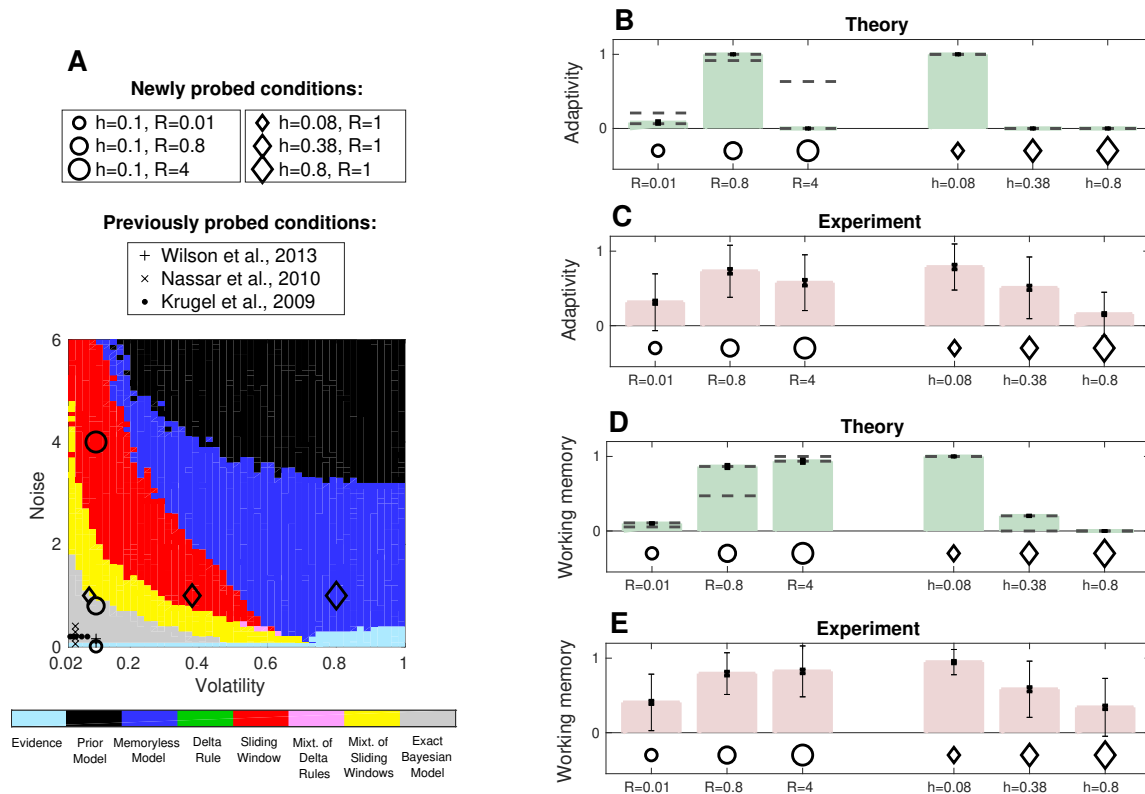 A
Newly probed conditions:
h=0.1, R=0.01
h=0.1, R=0.8
h=0.1, R=4
h=0.08, R=1
h=0.38, R=1
h=0.8, R=1
Previously probed conditions:
+ Wilson et al., 2013
× Nassar et al., 2010
• Krugel et al., 2009
Noise
6
4
2
0
0.02 0.2 0.4 0.6 0.8 1
Volatility
Evidence
Prior
Model
Memoryless
Model
Delta
Rule
Sliding
Window
Mixt. of
Delta
Rules
Mixt. of
Sliding
Windows
Exact
Bayesian
Model
B
Theory
Adaptivity
1
0
R=0.01 R=0.8 R=4 h=0.08 h=0.38 h=0.8
C
Experiment
Adaptivity
1
0
R=0.01 R=0.8 R=4 h=0.08 h=0.38 h=0.8
D
Theory
Working memory
1
0
R=0.01 R=0.8 R=4 h=0.08 h=0.38 h=0.8
E
Experiment
Working memory
1
0
R=0.01 R=0.8 R=4 h=0.08 h=0.38 h=0.8